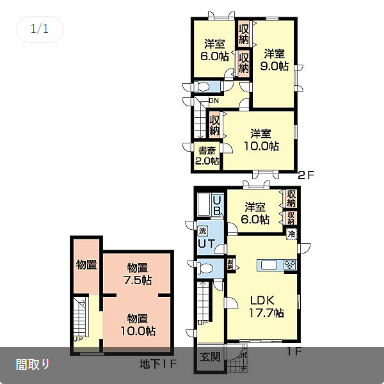 1/1
洋室
6.0帖
収納
収納
洋室
9.0帖
DN
収納
洋室
10.0帖
書斎
2.0帖
2F
UB
洋室
6.0帖
収納
収納
洗
UT
冷
LDK
17.7帖
UP
玄関
ポーチ
1F
物置
物置
7.5帖
物置
10.0帖
UP
地下1F
間取り